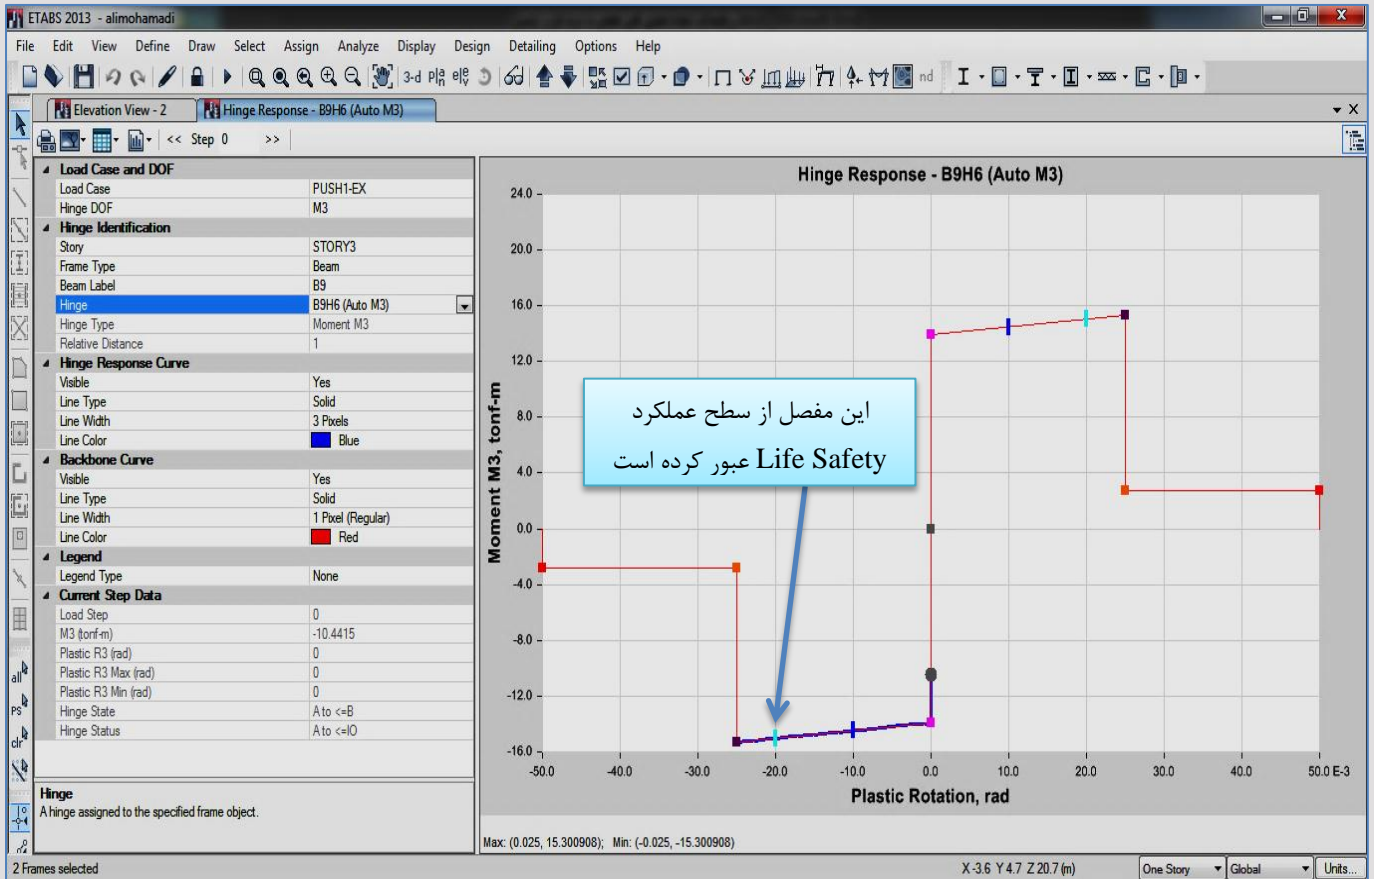 ETABS 2013 - alimohamadi
File Edit View Define Draw Select Assign Analyze Display Design Detailing Options Help
3-d nd
Elevation View - 2 Hinge Response - B9H6 (Auto M3) X
<< Step 0 >>
Load Case and DOF
Load Case PUSH1-EX
Hinge DOF M3
Hinge Identification
Story STORY3
Frame Type Beam
Beam Label B9
Hinge B9H6 (Auto M3)
Hinge Type Moment M3
Relative Distance 1
Hinge Response Curve
Visible Yes
Line Type Solid
Line Width 3 Pixels
Line Color Blue
Backbone Curve
Visible Yes
Line Type Solid
Line Width 1 Pixel (Regular)
Line Color Red
Legend
Legend Type None
Current Step Data
Load Step 0
M3 (tonf-m) -10.4415
Plastic R3 (rad) 0
Plastic R3 Max (rad) 0
Plastic R3 Min (rad) 0
Hinge State A to <=B
Hinge Status A to <=IO
Hinge
A hinge assigned to the specified frame object.
all
PS
clr
Hinge Response - B9H6 (Auto M3)
24.0
20.0
16.0
12.0
8.0
4.0
0.0
-4.0
-8.0
-12.0
-16.0
Moment M3, tonf-m
این مفصل از سطح عملکرد
Life Safety عبور کرده است
-50.0 -40.0 -30.0 -20.0 -10.0 0.0 10.0 20.0 30.0 40.0 50.0 E-3
Plastic Rotation, rad
Max: (0.025, 15.300908); Min: (-0.025, -15.300908)
2 Frames selected X -3.6 Y 4.7 Z 20.7 (m) One Story Global Units...